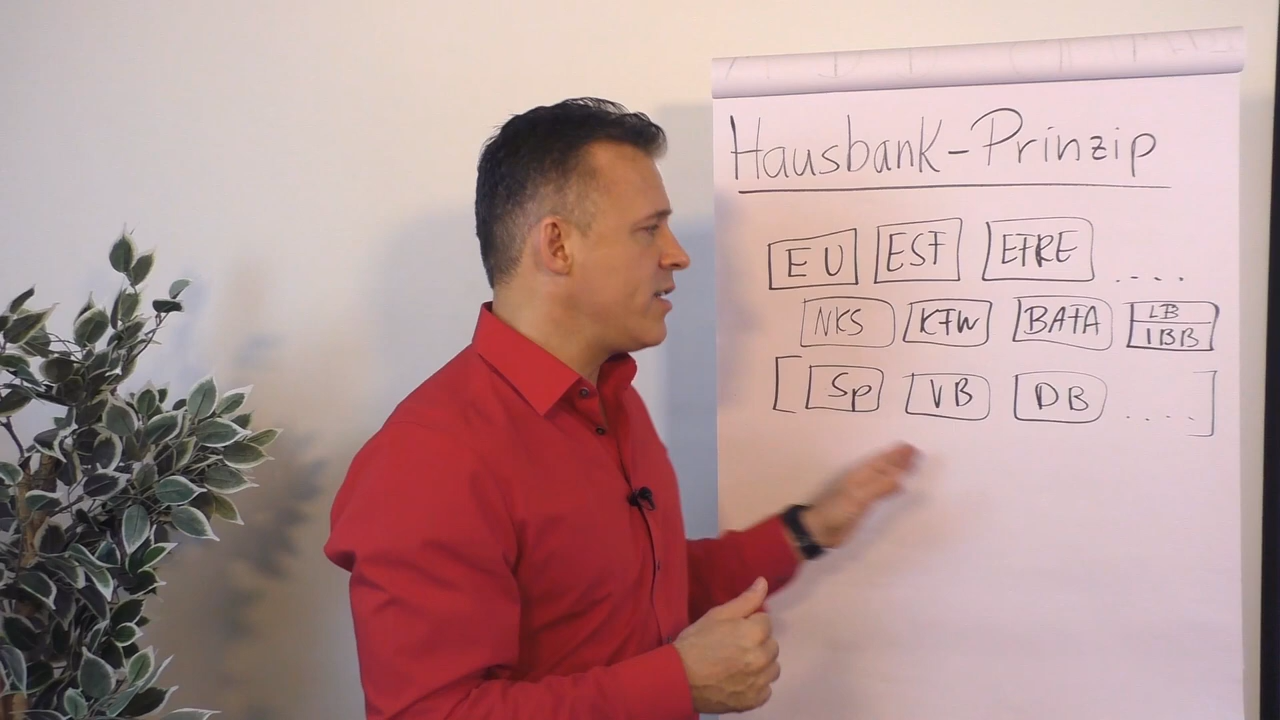 Hausbank-Prinzip
EU ESF EFRE ....
NKS KFW BAFA LB IBB
[ Sp VB DB .... ]